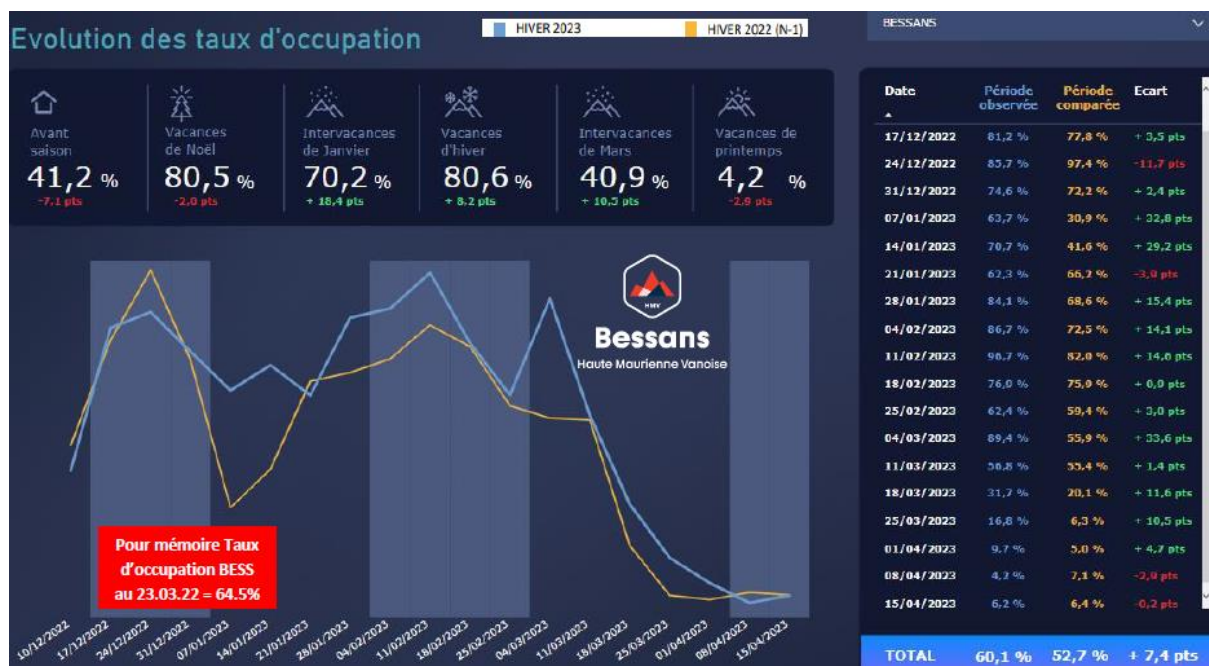 Evolution des taux d'occupation
HIVER 2023
HIVER 2022 (N-1)
BESSANS
Avant
saison
41,2 %
-7,1 pts
Vacances
de Noël
80,5 %
-2,0 pts
Intervacances
de Janvier
70,2 %
+ 18,4 pts
Vacances
d'hiver
80,6 %
+ 8,2 pts
Intervacances
de Mars
40,9 %
+ 10,5 pts
Vacances de
printemps
4,2 %
-2,9 pts
Date Période observée Période comparée Ecart
17/12/2022 81,2 % 77,8 % + 3,5 pts
24/12/2022 85,7 % 97,4 % -11,7 pts
31/12/2022 74,6 % 72,2 % + 2,4 pts
07/01/2023 63,7 % 30,9 % + 32,8 pts
14/01/2023 70,7 % 41,6 % + 29,2 pts
21/01/2023 62,3 % 66,2 % -3,9 pts
28/01/2023 84,1 % 68,6 % + 15,4 pts
04/02/2023 86,7 % 72,5 % + 14,1 pts
11/02/2023 96,7 % 82,0 % + 14,6 pts
18/02/2023 + 0,9 pts
25/02/2023 62,4 % 59,4 % + 3,0 pts
04/03/2023 89,4 % 55,9 % + 33,6 pts
11/03/2023 56,8 % 55,4 % + 1,4 pts
18/03/2023 31,7 % 20,1 % + 11,6 pts
25/03/2023 16,8 % 6,3 % + 10,5 pts
01/04/2023 9,7 % 5,0 % + 4,7 pts
08/04/2023 4,2 % 7,1 % -2,9 pts
15/04/2023 6,2 % 6,4 % -0,2 pts
TOTAL 60,1 % 52,7 % + 7,4 pts
HMV
Bessans
Haute Maurienne Vanoise
Pour mémoire Taux
d'occupation BESS
au 23.03.22 = 64.5%
10/12/2022
17/12/2022
24/12/2022
31/12/2022
07/01/2023
14/01/2023
21/01/2023
28/01/2023
04/02/2023
11/02/2023
18/02/2023
25/02/2023
04/03/2023
11/03/2023
18/03/2023
25/03/2023
01/04/2023
08/04/2023
15/04/2023